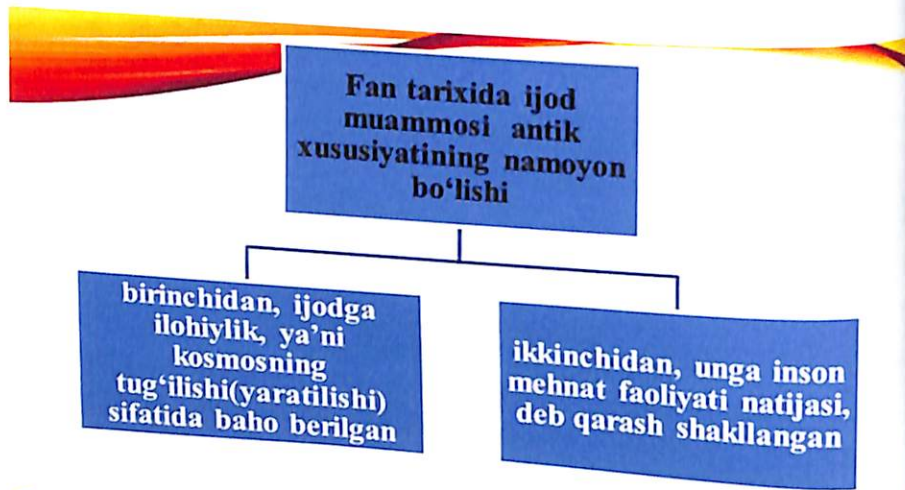 Fan tarixida ijod
muammosi antik
xususiyatining namoyon
bo‘lishi
birinchidan, ijodga
ilohiylik, ya’ni
kosmosning
tug‘ilishi(yaratilishi)
sifatida baho berilgan
ikkinchidan, unga inson
mehnat faoliyati natijasi,
deb qarash shakllangan